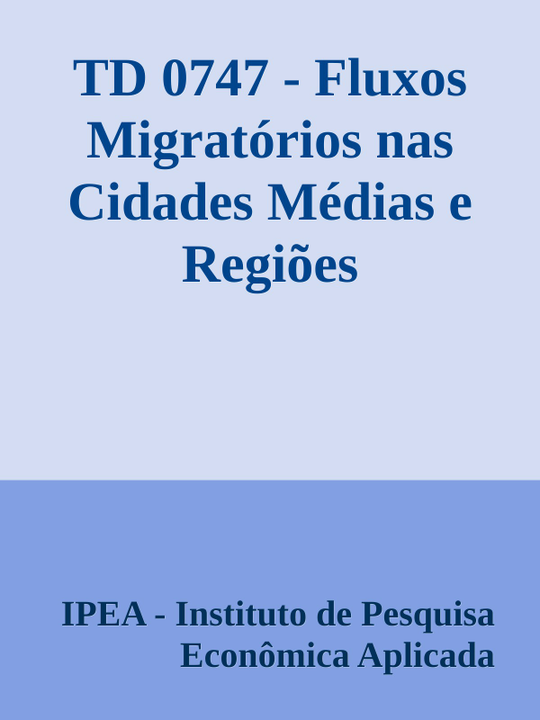 TD 0747 - Fluxos
Migratórios nas
Cidades Médias e
Regiões
IPEA - Instituto de Pesquisa
Econômica Aplicada